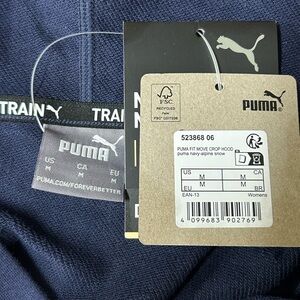 TRAIN
TRAI
PUMA
US
M
CA
M
EU
M
PUMA.COM/FOREVERBETTER
FSC
RECYCLED
PUMA
523868 06
PUMA FIT MOVE CROP HOOD
puma navy-alpine snow
US
M
M
CA
EU
M
M
BR
EAN-13
Womens
4 099683 902769